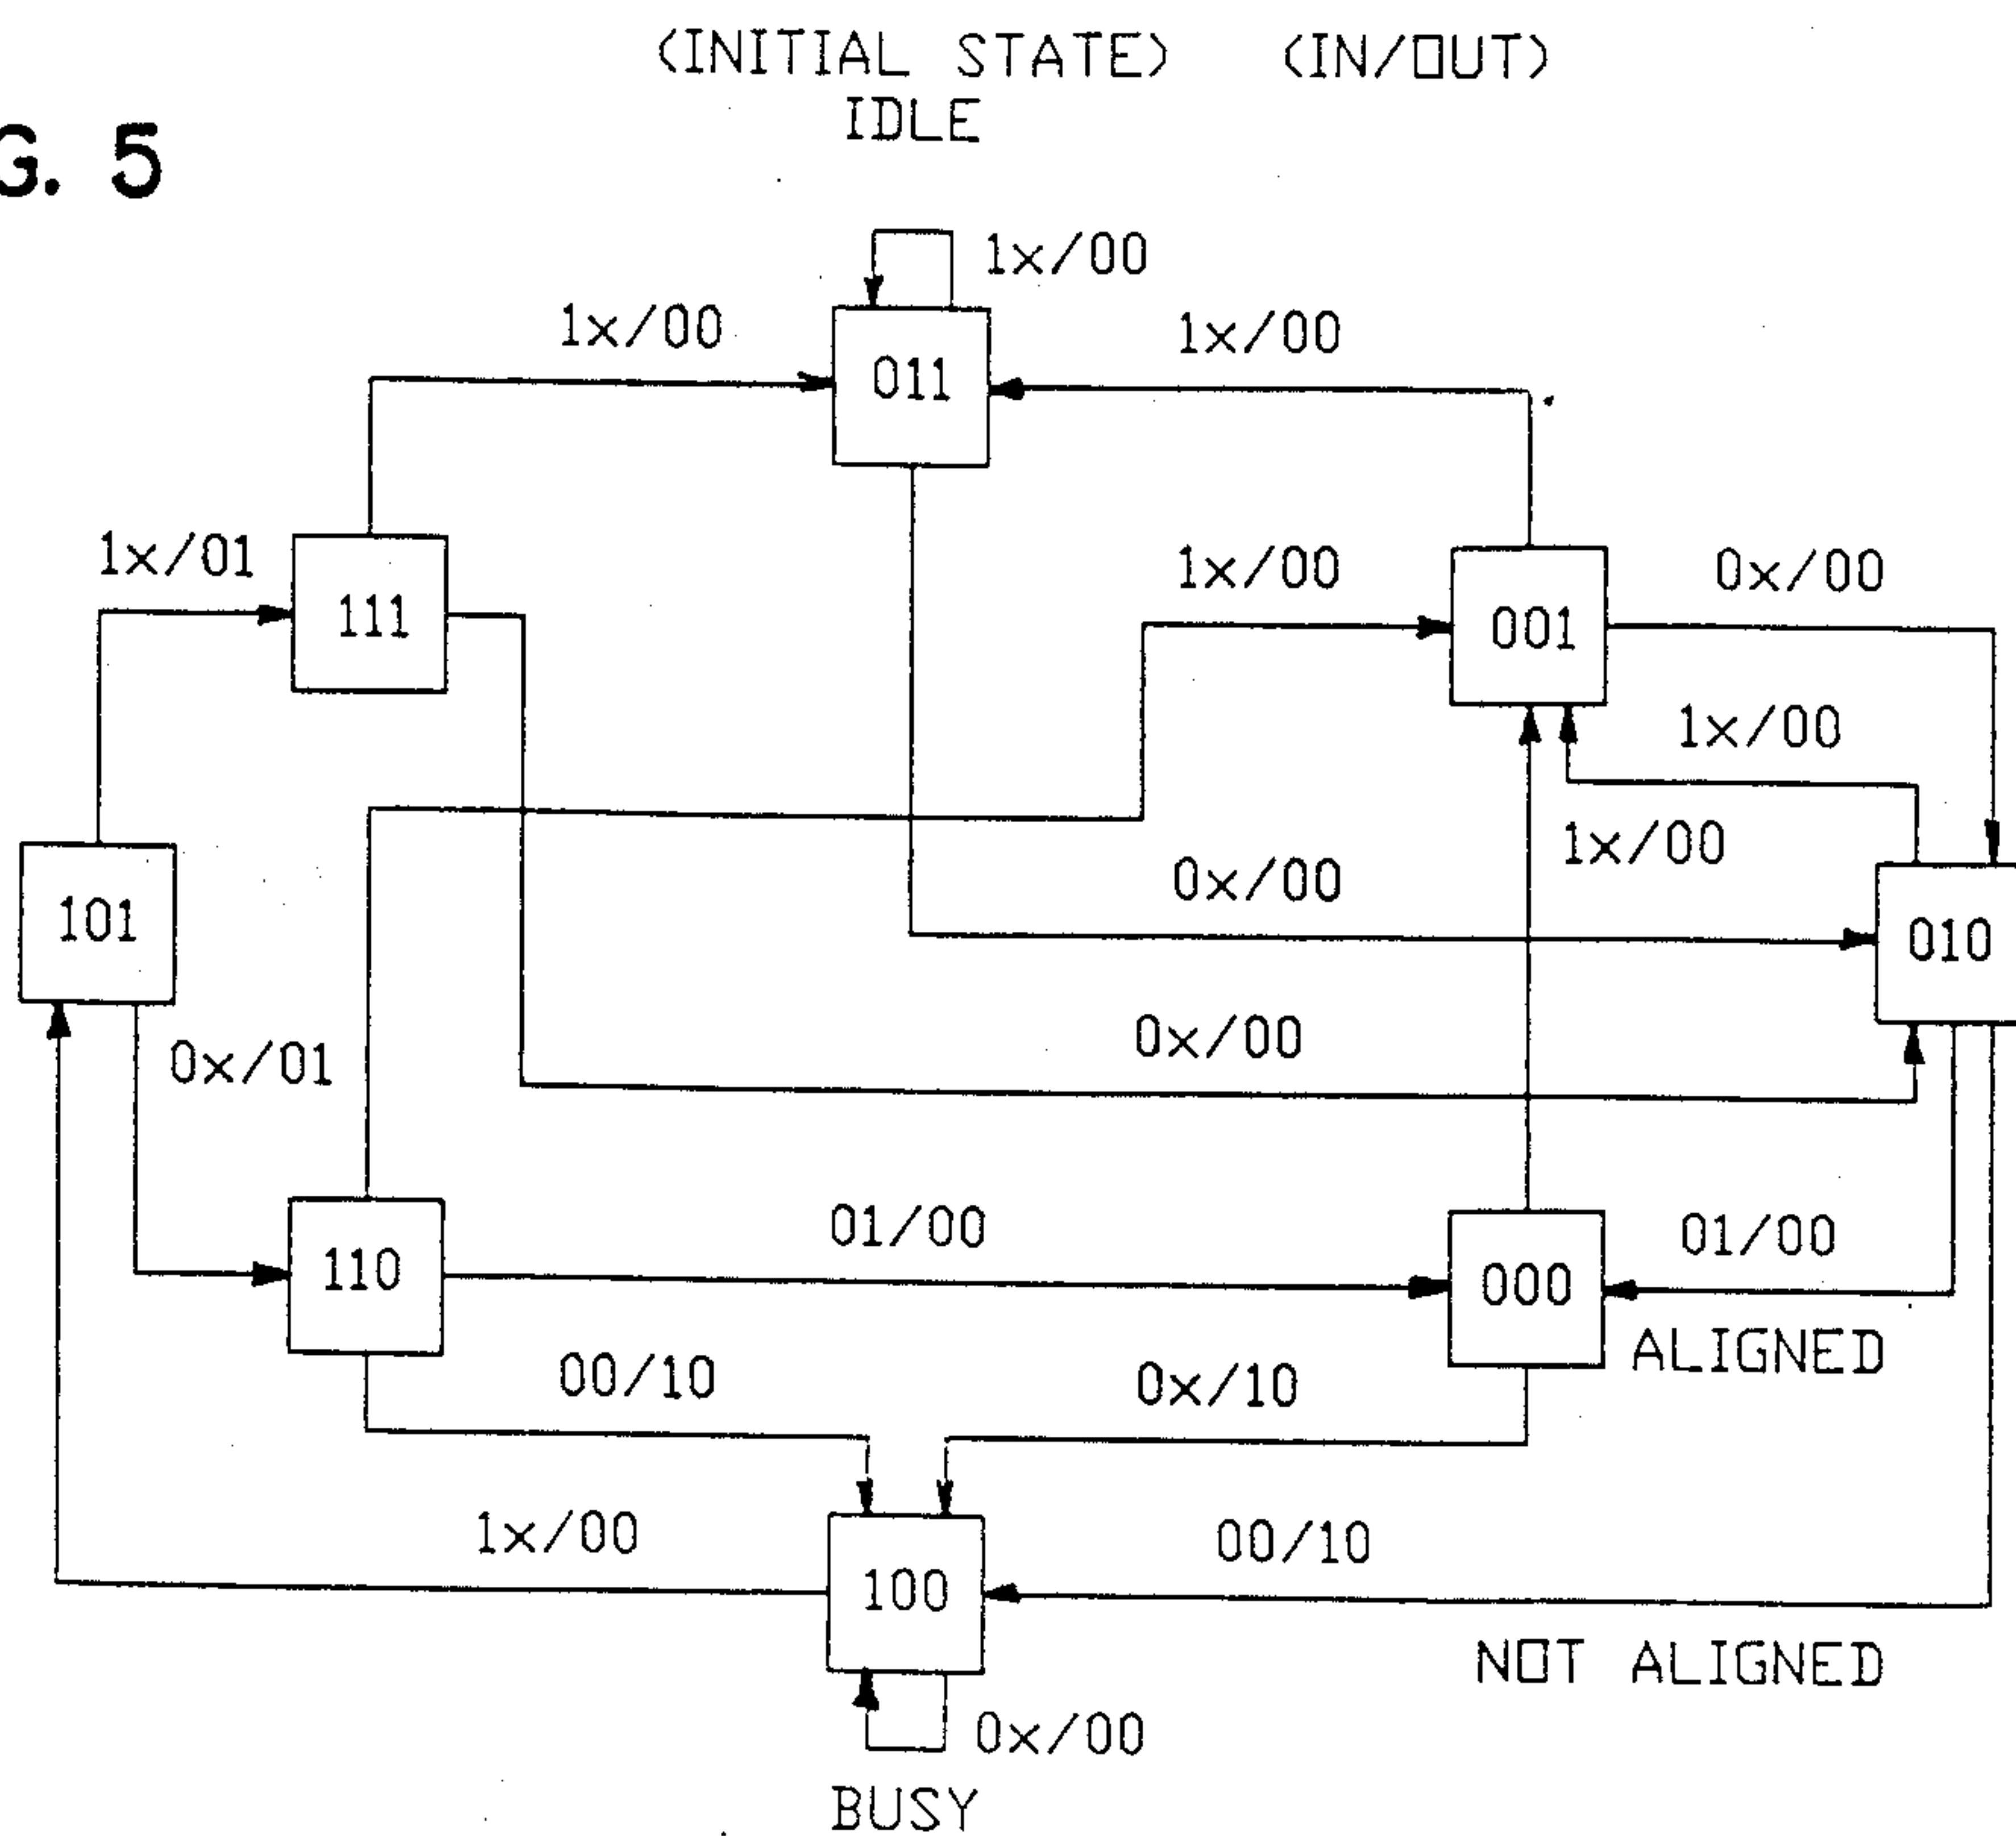 (INITIAL STATE) (IN/OUT)
IDLE
G. 5
1x/00
1x/00
1x/00
011
1x/01
1x/00
0x/00
111
001
1x/00
1x/00
0x/00
101
010
0x/01
0x/00
01/00
01/00
110
000
ALIGNED
00/10
0x/10
1x/00
00/10
100
NOT ALIGNED
0x/00
BUSY